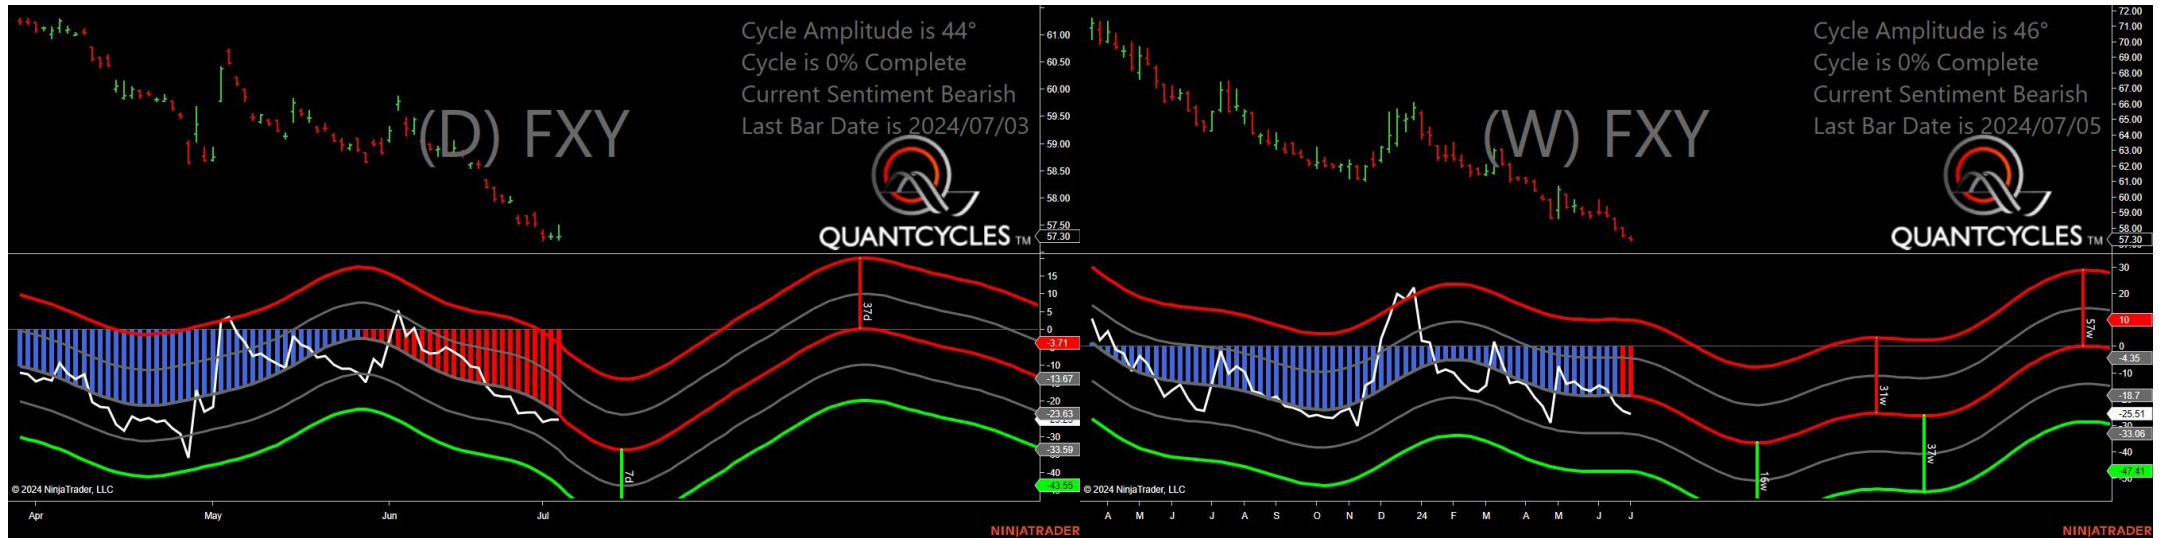 Cycle Amplitude is 44°
Cycle is 0% Complete
Current Sentiment Bearish
Last Bar Date is 2024/07/03
(D) FXY
QUANTCYCLES TM
61.00
60.50
60.00
59.50
59.00
58.50
58.00
57.50
57.30
15
10
5
0
-3.71
-10
-13.67
-23.63
-30
-33.59
-40
-43.55
37d
7d
© 2024 NinjaTrader, LLC
Apr May Jun Jul
NINJATRADER
Cycle Amplitude is 46°
Cycle is 0% Complete
Current Sentiment Bearish
Last Bar Date is 2024/07/05
(W) FXY
QUANTCYCLES TM
72.00
71.00
70.00
69.00
68.00
67.00
66.00
65.00
64.00
63.00
62.00
61.00
60.00
59.00
58.00
57.30
30
20
10
0
-4.35
-10
-18.7
-25.51
-33.06
-40
-47.41
57w
31w
37w
16w
© 2024 NinjaTrader, LLC
A M J J A S O N D 24 F M A M J J
NINJATRADER